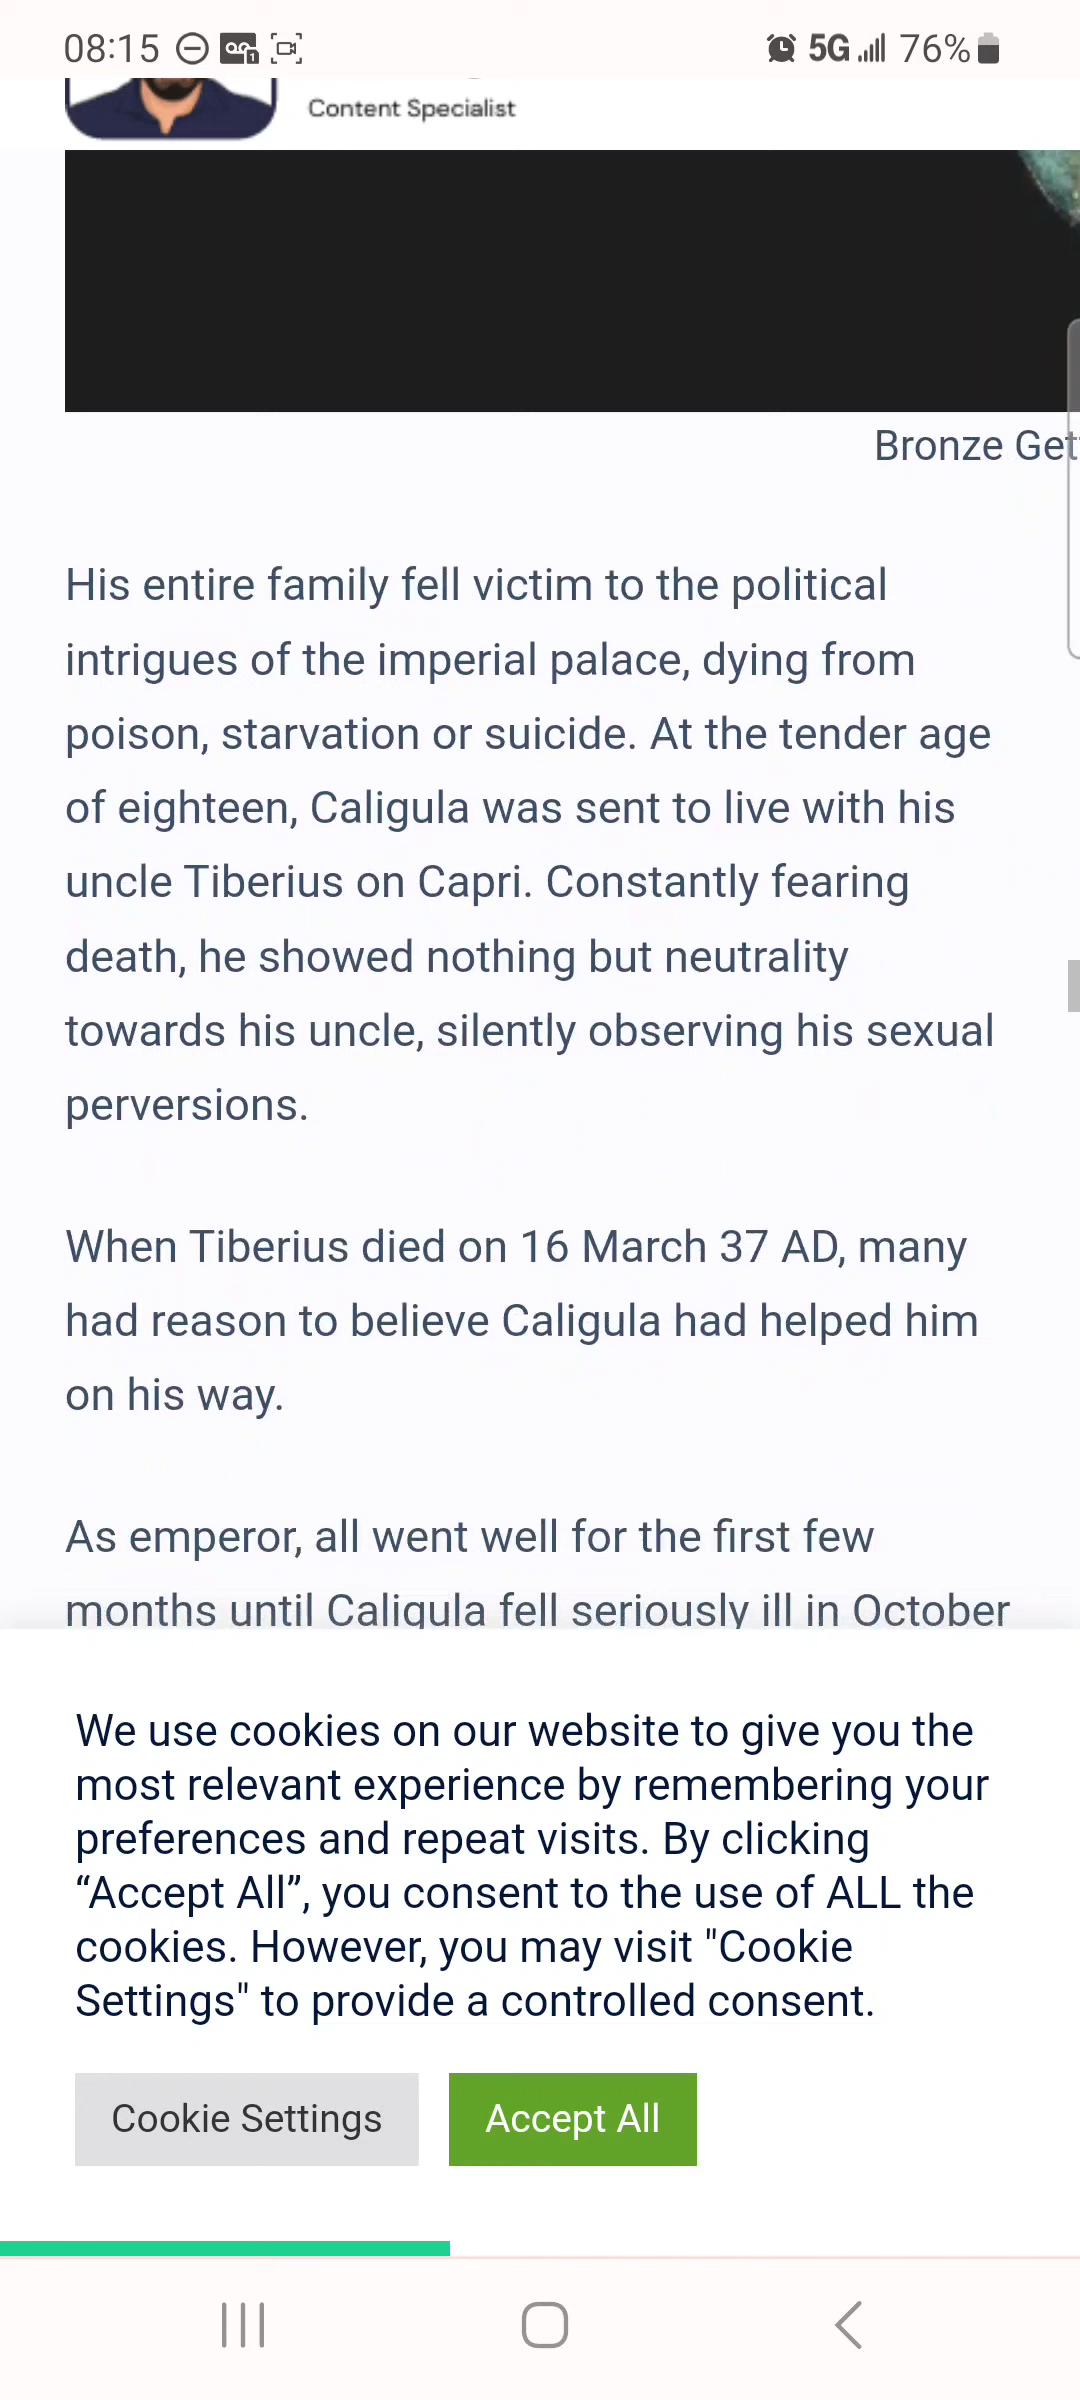 08:15 5G 76%
Content Specialist
Bronze Get
His entire family fell victim to the political
intrigues of the imperial palace, dying from
poison, starvation or suicide. At the tender age
of eighteen, Caligula was sent to live with his
uncle Tiberius on Capri. Constantly fearing
death, he showed nothing but neutrality
towards his uncle, silently observing his sexual
perversions.
When Tiberius died on 16 March 37 AD, many
had reason to believe Caligula had helped him
on his way.
As emperor, all went well for the first few
months until Caligula fell seriously ill in October
We use cookies on our website to give you the
most relevant experience by remembering your
preferences and repeat visits. By clicking
“Accept All”, you consent to the use of ALL the
cookies. However, you may visit "Cookie
Settings" to provide a controlled consent.
Cookie Settings
Accept All